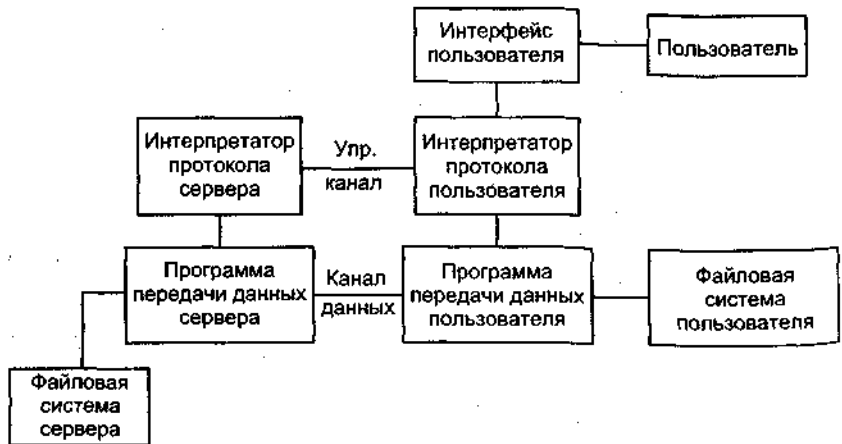 Интерфейс
пользователя
Пользователь
Интерпретатор
протокола
сервера
Упр.
канал
Интерпретатор
протокола
пользователя
Программа
передачи данных
сервера
Канал
данных
Программа
передачи данных
пользователя
Файловая
система
пользователя
Файловая
система
сервера